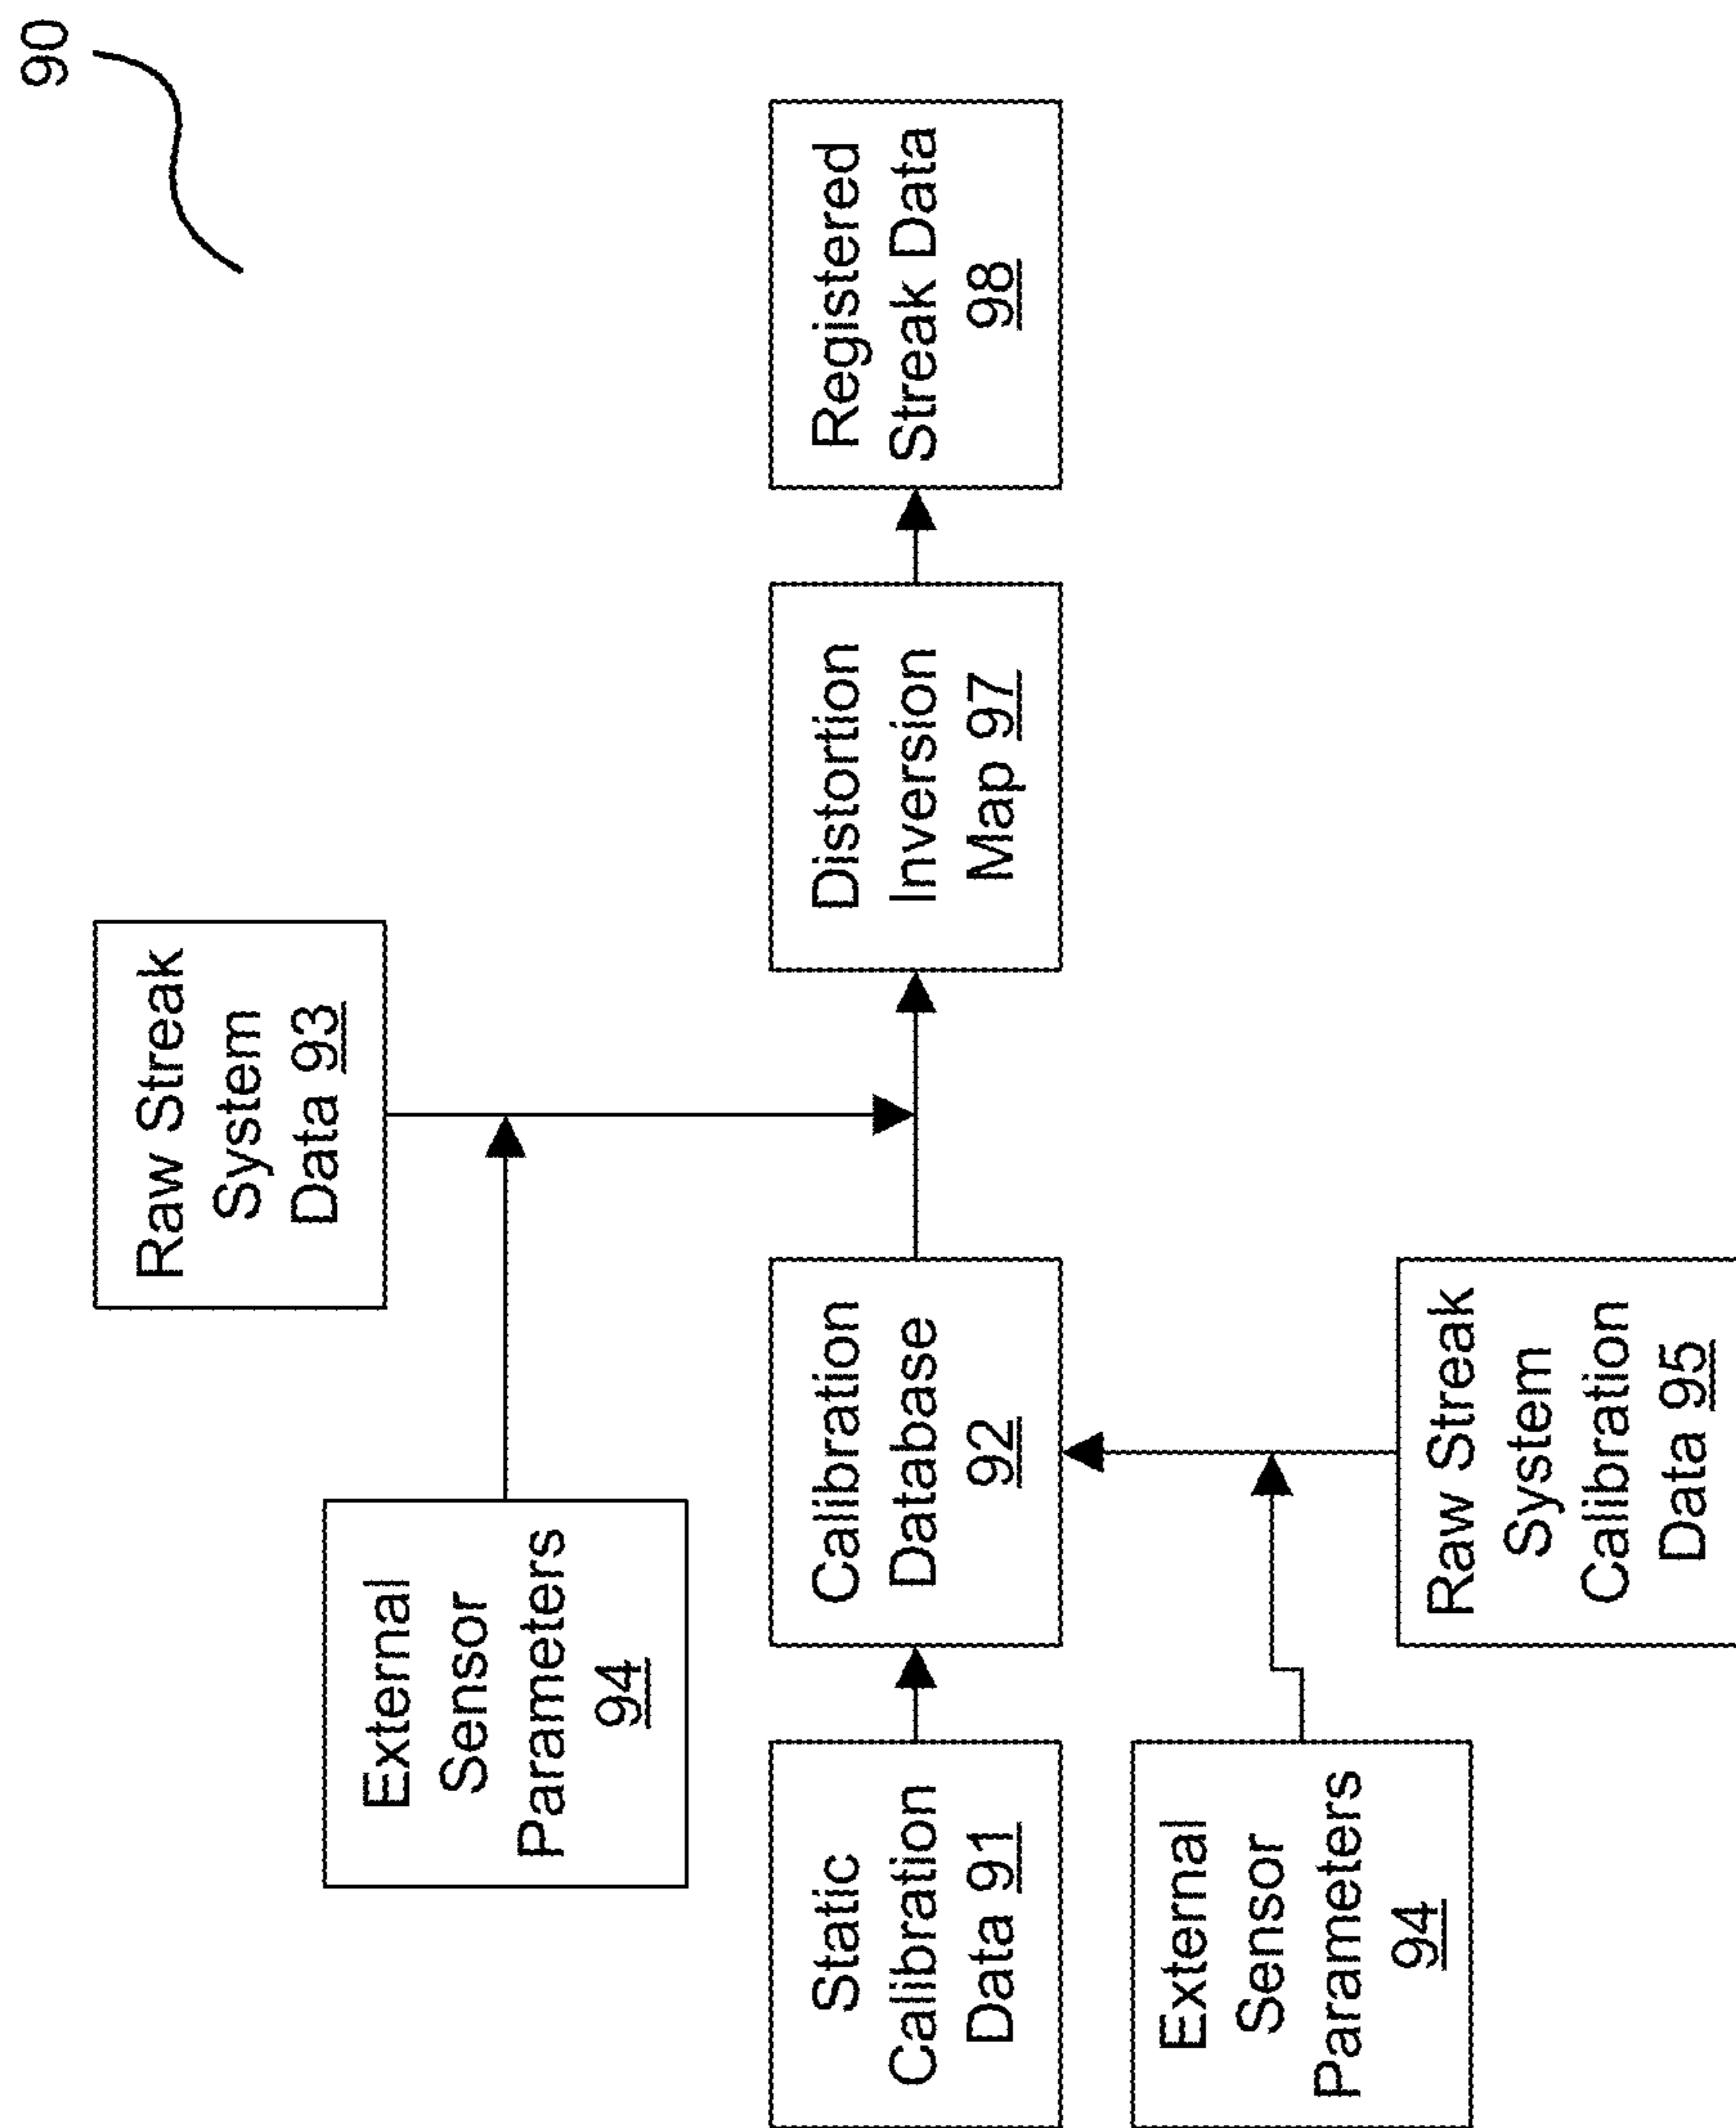 90
Raw Streak
System
Data 93
External
Sensor
Parameters
94
Static
Calibration
Data 91
Calibration
Database
92
Distortion
Inversion
Map 97
Registered
Streak Data
98
External
Sensor
Parameters
94
Raw Streak
System
Calibration
Data 95